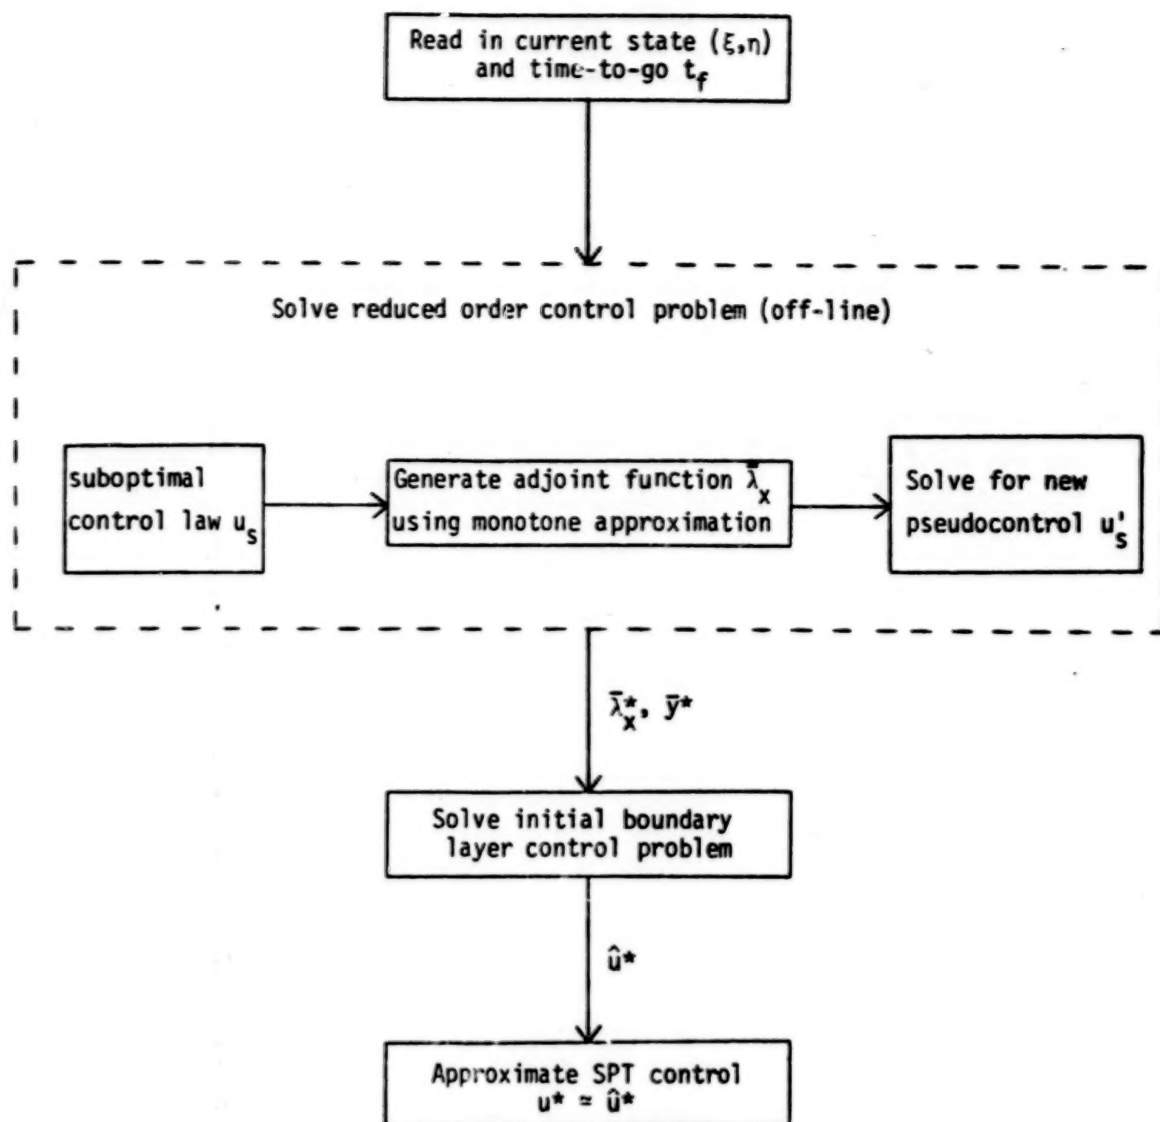 Read in current state (ξ,η)
and time-to-go t_f
Solve reduced order control problem (off-line)
suboptimal
control law u_s
Generate adjoint function λ̄_x
using monotone approximation
Solve for new
pseudocontrol u_s'
λ̄_x*, ȳ*
Solve initial boundary
layer control problem
û*
Approximate SPT control
u* ≃ û*